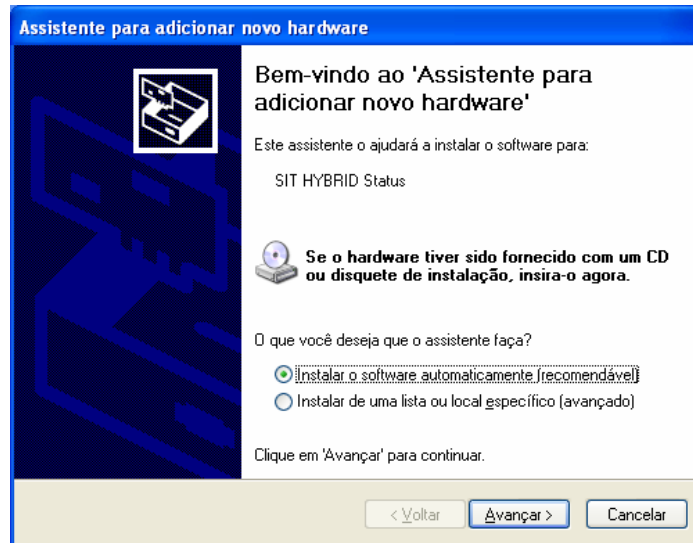 Assistente para adicionar novo hardware
Bem-vindo ao 'Assistente para
adicionar novo hardware'
Este assistente o ajudará a instalar o software para:
SIT HYBRID Status
Se o hardware tiver sido fornecido com um CD
ou disquete de instalação, insira-o agora.
O que você deseja que o assistente faça?
Instalar o software automaticamente (recomendável)
Instalar de uma lista ou local específico (avançado)
Clique em 'Avançar' para continuar.
< Voltar Avançar > Cancelar